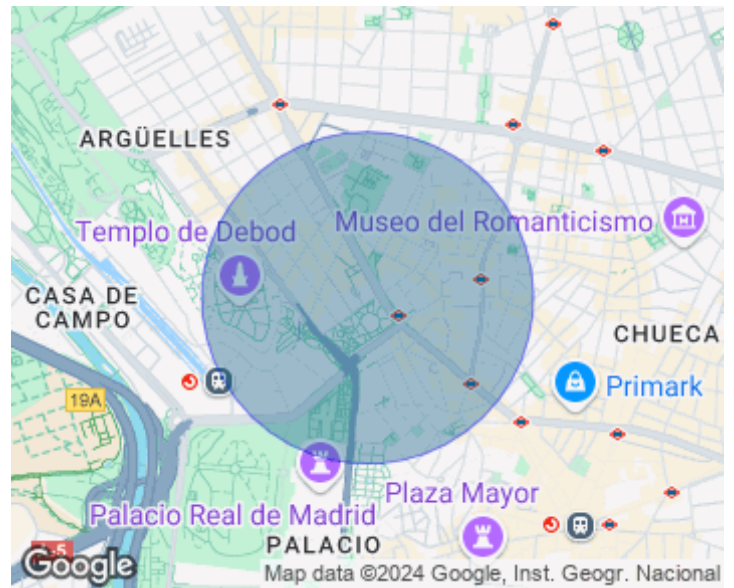 ARGÜELLES
Templo de Debod
Museo del Romanticismo
CASA DE
CAMPO
CHUECA
19A
Primark
Palacio Real de Madrid
Plaza Mayor
PALACIO
Google
Map data ©2024 Google, Inst. Geogr. Nacional